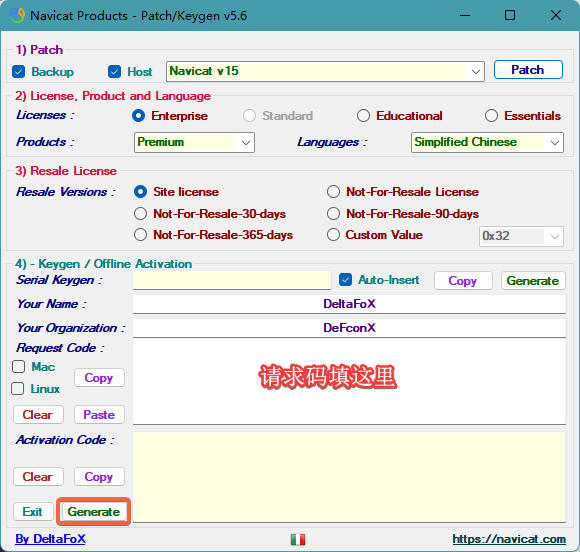 Navicat Products - Patch/Keygen v5.6
1) Patch
Backup Host Navicat v15 Patch
2) License, Product and Language
Licenses : Enterprise Standard Educational Essentials
Products : Premium Languages : Simplified Chinese
3) Resale License
Resale Versions : Site license Not-For-Resale License
Not-For-Resale-30-days Not-For-Resale-90-days
Not-For-Resale-365-days Custom Value 0x32
4) - Keygen / Offline Activation
Serial Keygen : Auto-Insert Copy Generate
Your Name : DeltaFoX
Your Organization : DeFconX
Request Code :
Mac
Linux
Copy
请求码填这里
Clear Paste
Activation Code :
Clear Copy
Exit Generate
By DeltaFoX https://navicat.com